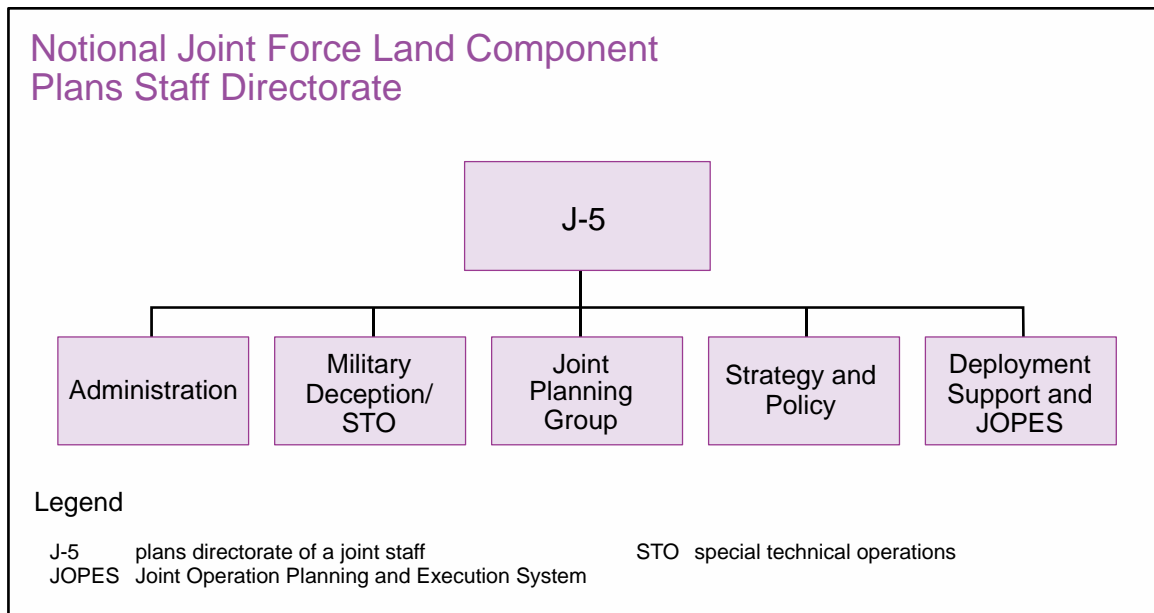 Notional Joint Force Land Component
Plans Staff Directorate
J-5
Administration
Military
Deception/
STO
Joint
Planning
Group
Strategy and
Policy
Deployment
Support and
JOPES
Legend
J-5 plans directorate of a joint staff
JOPES Joint Operation Planning and Execution System
STO special technical operations